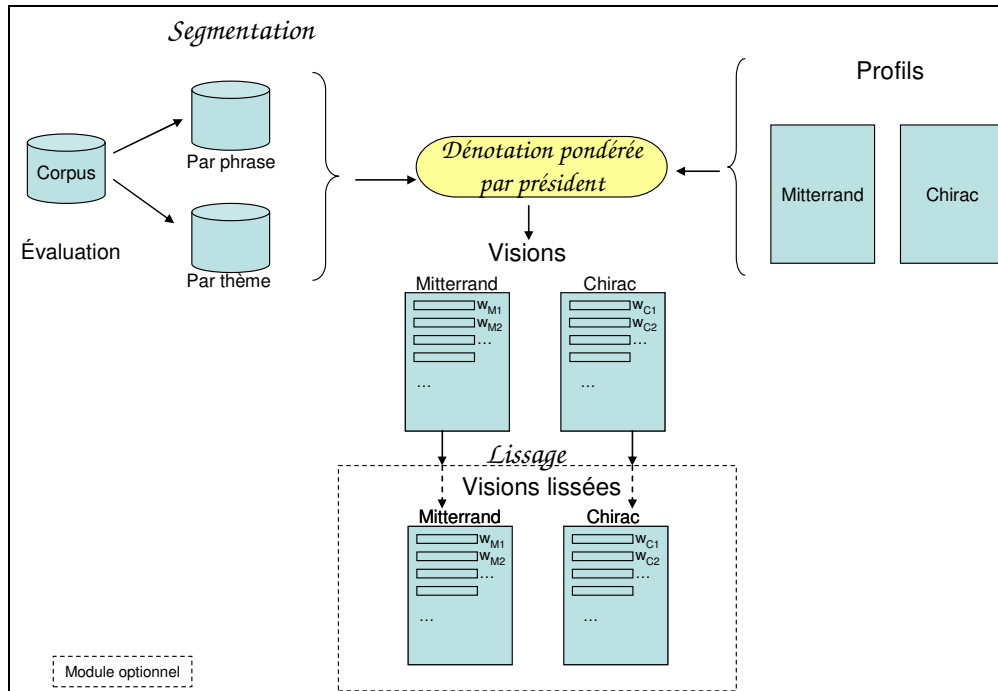 Segmentation
Profils
Corpus
Par phrase
Par thème
Évaluation
Dénotation pondérée
par président
Mitterrand
Chirac
Visions
Mitterrand
Chirac
wM1
wM2
...
...
wC1
wC2
...
...
Lissage
Visions lissées
Mitterrand
Chirac
wM1
wM2
...
...
wC1
wC2
...
...
Module optionnel